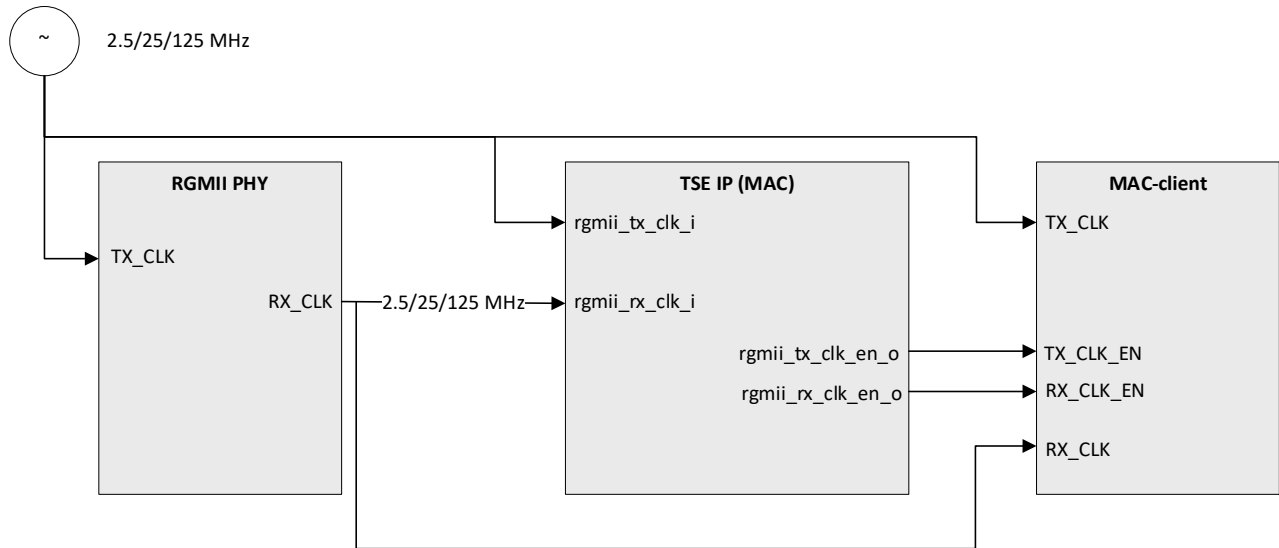 ~
2.5/25/125 MHz
RGMII PHY
TX_CLK
RX_CLK
2.5/25/125 MHz
TSE IP (MAC)
rgmii_tx_clk_i
rgmii_rx_clk_i
rgmii_tx_clk_en_o
rgmii_rx_clk_en_o
MAC-client
TX_CLK
TX_CLK_EN
RX_CLK_EN
RX_CLK